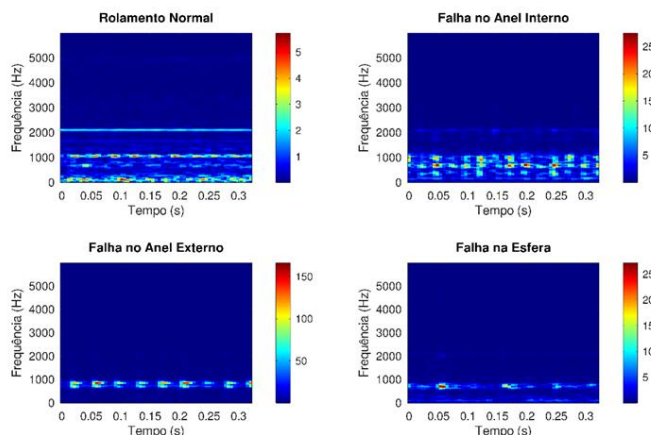 Rolamento Normal
Frequência (Hz)
5000
4000
3000
2000
1000
0
0 0.05 0.1 0.15 0.2 0.25 0.3
Tempo (s)
5
4
3
2
1
Falha no Anel Interno
Frequência (Hz)
5000
4000
3000
2000
1000
0
0 0.05 0.1 0.15 0.2 0.25 0.3
Tempo (s)
25
20
15
10
5
Falha no Anel Externo
Frequência (Hz)
5000
4000
3000
2000
1000
0
0 0.05 0.1 0.15 0.2 0.25 0.3
Tempo (s)
150
100
50
Falha na Esfera
Frequência (Hz)
5000
4000
3000
2000
1000
0
0 0.05 0.1 0.15 0.2 0.25 0.3
Tempo (s)
25
20
15
10
5
0